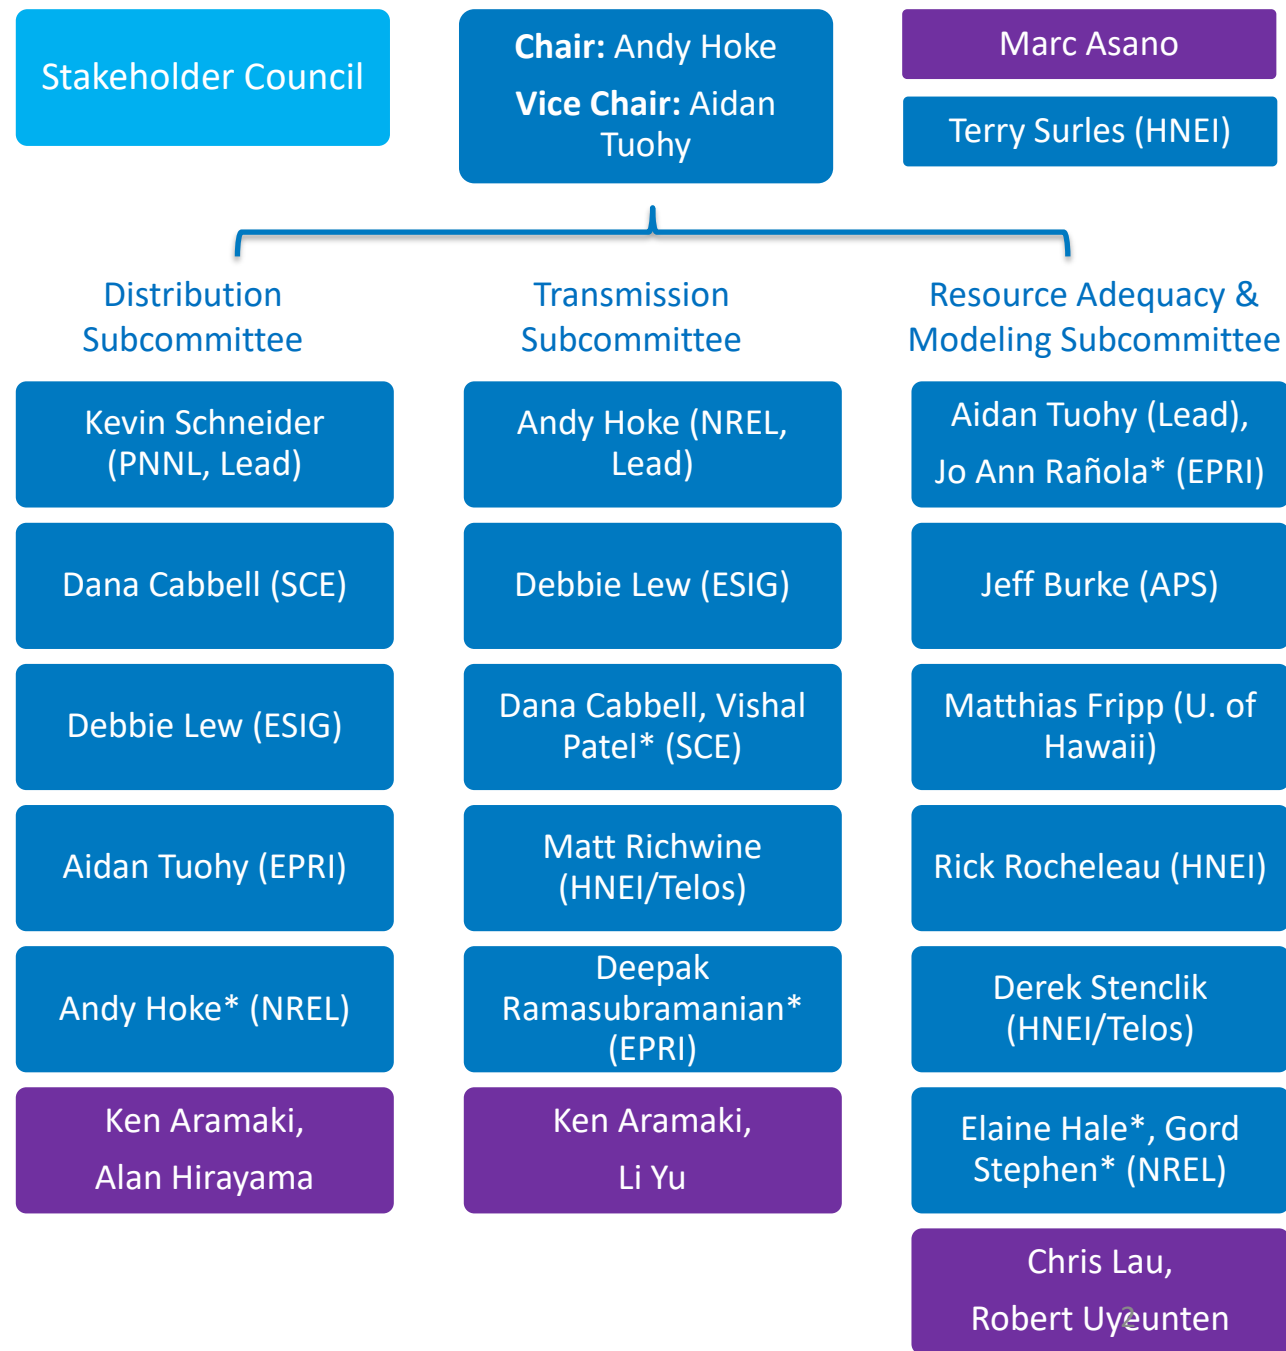 Stakeholder Council
Chair: Andy Hoke
Vice Chair: Aidan
Tuohy
Marc Asano
Terry Surles (HNEI)
Distribution
Subcommittee
Kevin Schneider
(PNNL, Lead)
Dana Cabbell (SCE)
Debbie Lew (ESIG)
Aidan Tuohy (EPRI)
Andy Hoke* (NREL)
Ken Aramaki,
Alan Hirayama
Transmission
Subcommittee
Andy Hoke (NREL,
Lead)
Debbie Lew (ESIG)
Dana Cabbell, Vishal
Patel* (SCE)
Matt Richwine
(HNEI/Telos)
Deepak
Ramasubramanian*
(EPRI)
Ken Aramaki,
Li Yu
Resource Adequacy &
Modeling Subcommittee
Aidan Tuohy (Lead),
Jo Ann Rañola* (EPRI)
Jeff Burke (APS)
Matthias Fripp (U. of
Hawaii)
Rick Rocheleau (HNEI)
Derek Stenclik
(HNEI/Telos)
Elaine Hale*, Gord
Stephen* (NREL)
Chris Lau,
Robert Uyeunten
2